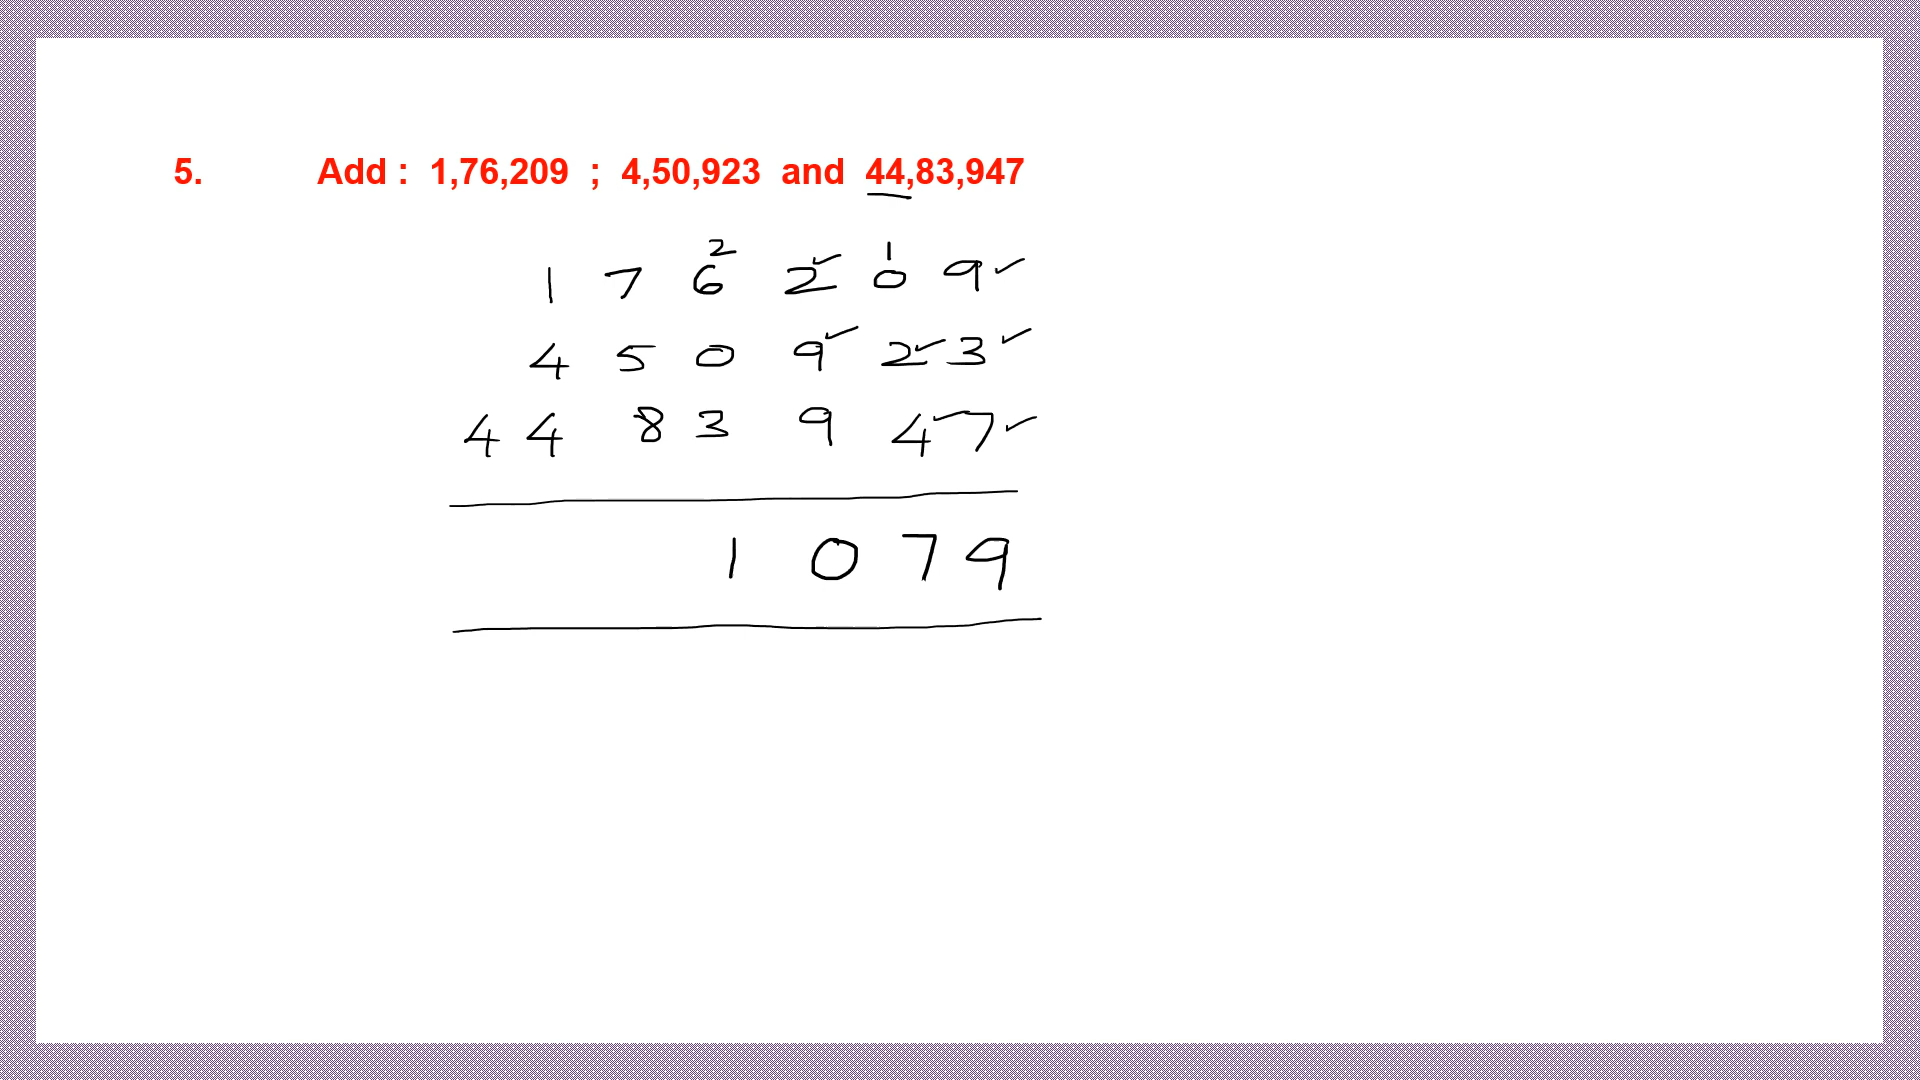 5. Add : 1,76,209 ; 4,50,923 and 44,83,947
2 1
1 7 6 2 0 9
4 5 0 9 2 3
4 4 8 3 9 4 7
1 0 7 9